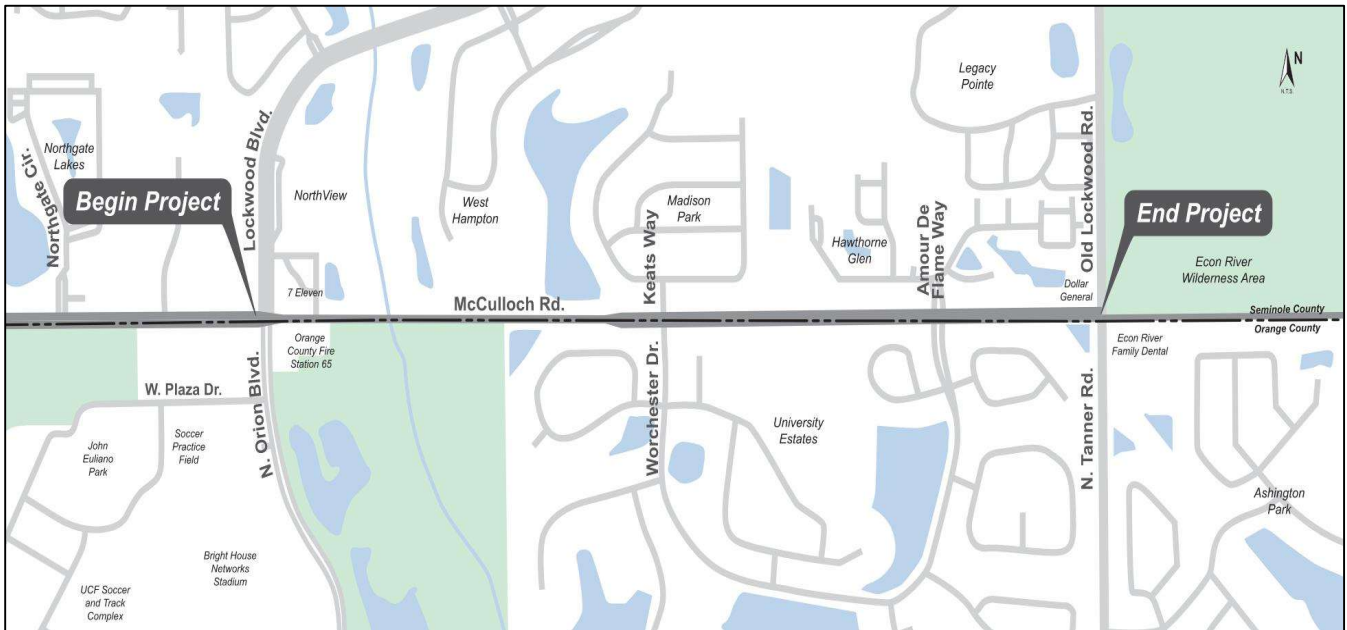 Legacy
Pointe
N
N.T.S.
Northgate
Lakes
Northgate Cir.
Begin Project
Lockwood Blvd.
NorthView
West
Hampton
Madison
Park
Keats Way
Hawthorne
Glen
Amour De
Flame Way
Old Lockwood Rd.
End Project
Econ River
Wilderness Area
7 Eleven
McCulloch Rd.
Dollar
General
Seminole County
Orange County
Orange
County Fire
Station 65
Econ River
Family Dental
W. Plaza Dr.
N. Orion Blvd.
John
Euliano
Park
Soccer
Practice
Field
Worchester Dr.
University
Estates
N. Tanner Rd.
Ashington
Park
Bright House
Networks
Stadium
UCF Soccer
and Track
Complex